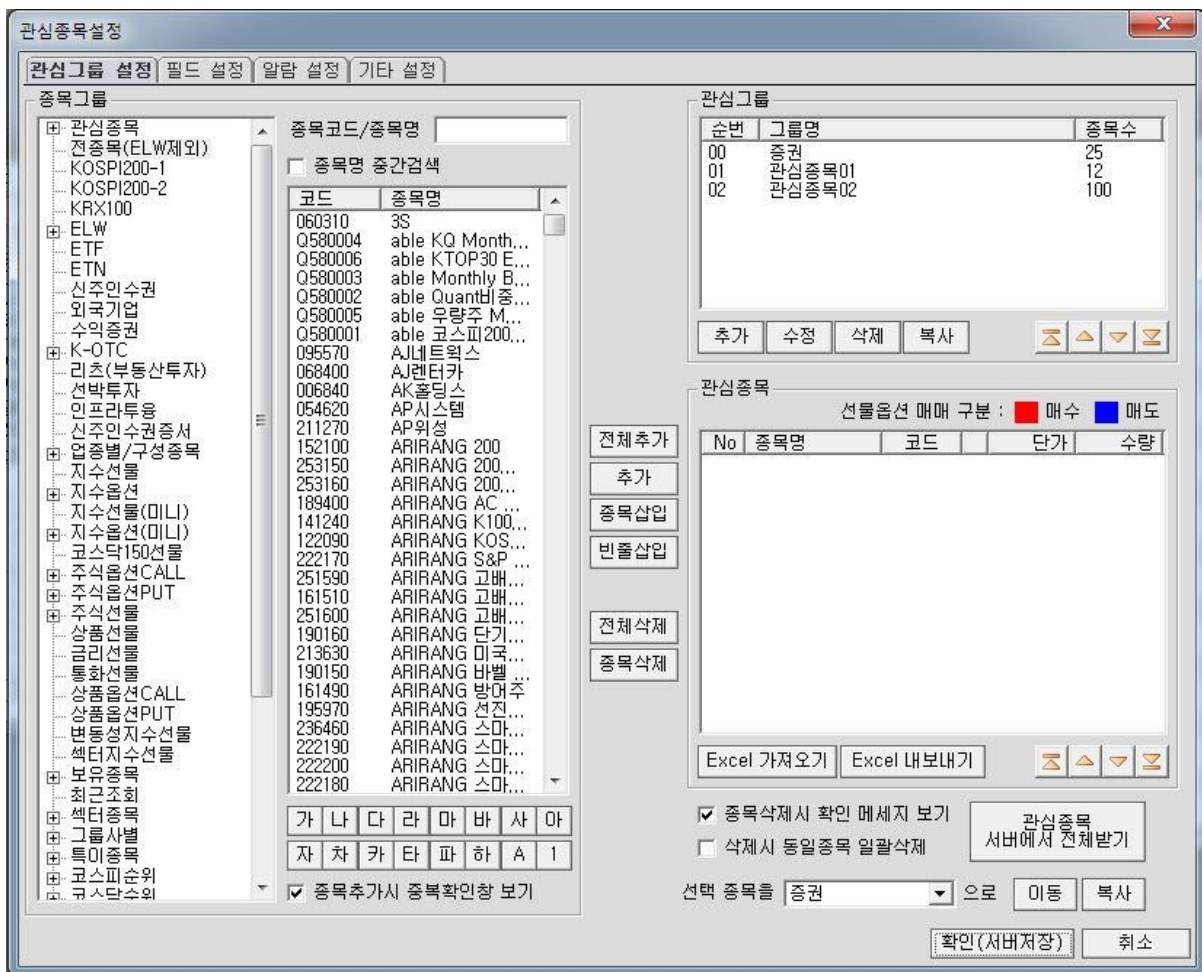 관심종목설정
관심그룹 설정 필드 설정 알람 설정 기타 설정
종목그룹
관심종목
전종목(ELW제외)
KOSPI200-1
KOSPI200-2
KRX100
ELW
ETF
ETN
신주인수권
외국기업
수익증권
K-OTC
리츠(부동산투자)
선박투자
인프라투융
신주인수권증서
업종별/구성종목
지수선물
지수옵션
지수선물(미니)
지수옵션(미니)
코스닥150선물
주식옵션CALL
주식옵션PUT
주식선물
상품선물
금리선물
통화선물
상품옵션CALL
상품옵션PUT
변동성지수선물
섹터지수선물
보유종목
최근조회
섹터종목
그룹사별
특이종목
코스피순위
코스닥순위
종목코드/종목명
종목명 중간검색
코드 종목명
060310 3S
Q580004 able KQ Month...
Q580006 able KTOP30 E...
Q580003 able Monthly B...
Q580002 able Quant비중...
Q580005 able 우량주 M...
Q580001 able 코스피200...
095570 AJ네트웍스
068400 AJ렌터카
006840 AK홀딩스
054620 AP시스템
211270 AP위성
152100 ARIRANG 200
253150 ARIRANG 200...
253160 ARIRANG 200...
189400 ARIRANG AC ...
141240 ARIRANG K100...
122090 ARIRANG KOS...
222170 ARIRANG S&P ...
251590 ARIRANG 고배...
161510 ARIRANG 고배...
251600 ARIRANG 고배...
190160 ARIRANG 단기...
213630 ARIRANG 미국...
190150 ARIRANG 바벨 ...
161490 ARIRANG 방어주
195970 ARIRANG 선진...
236460 ARIRANG 스마...
222190 ARIRANG 스마...
222200 ARIRANG 스마...
222180 ARIRANG 스마...
가 나 다 라 마 바 사 아
자 차 카 타 파 하 A 1
종목추가시 중복확인창 보기
전체추가
추가
종목삽입
빈줄삽입
전체삭제
종목삭제
관심그룹
순번 그룹명 종목수
00 증권 25
01 관심종목01 12
02 관심종목02 100
추가 수정 삭제 복사
관심종목
선물옵션 매매 구분 : 매수 매도
No 종목명 코드 단가 수량
Excel 가져오기 Excel 내보내기
종목삭제시 확인 메세지 보기
삭제시 동일종목 일괄삭제
관심종목
서버에서 전체받기
선택 종목을 증권 으로 이동 복사
확인(서버저장) 취소